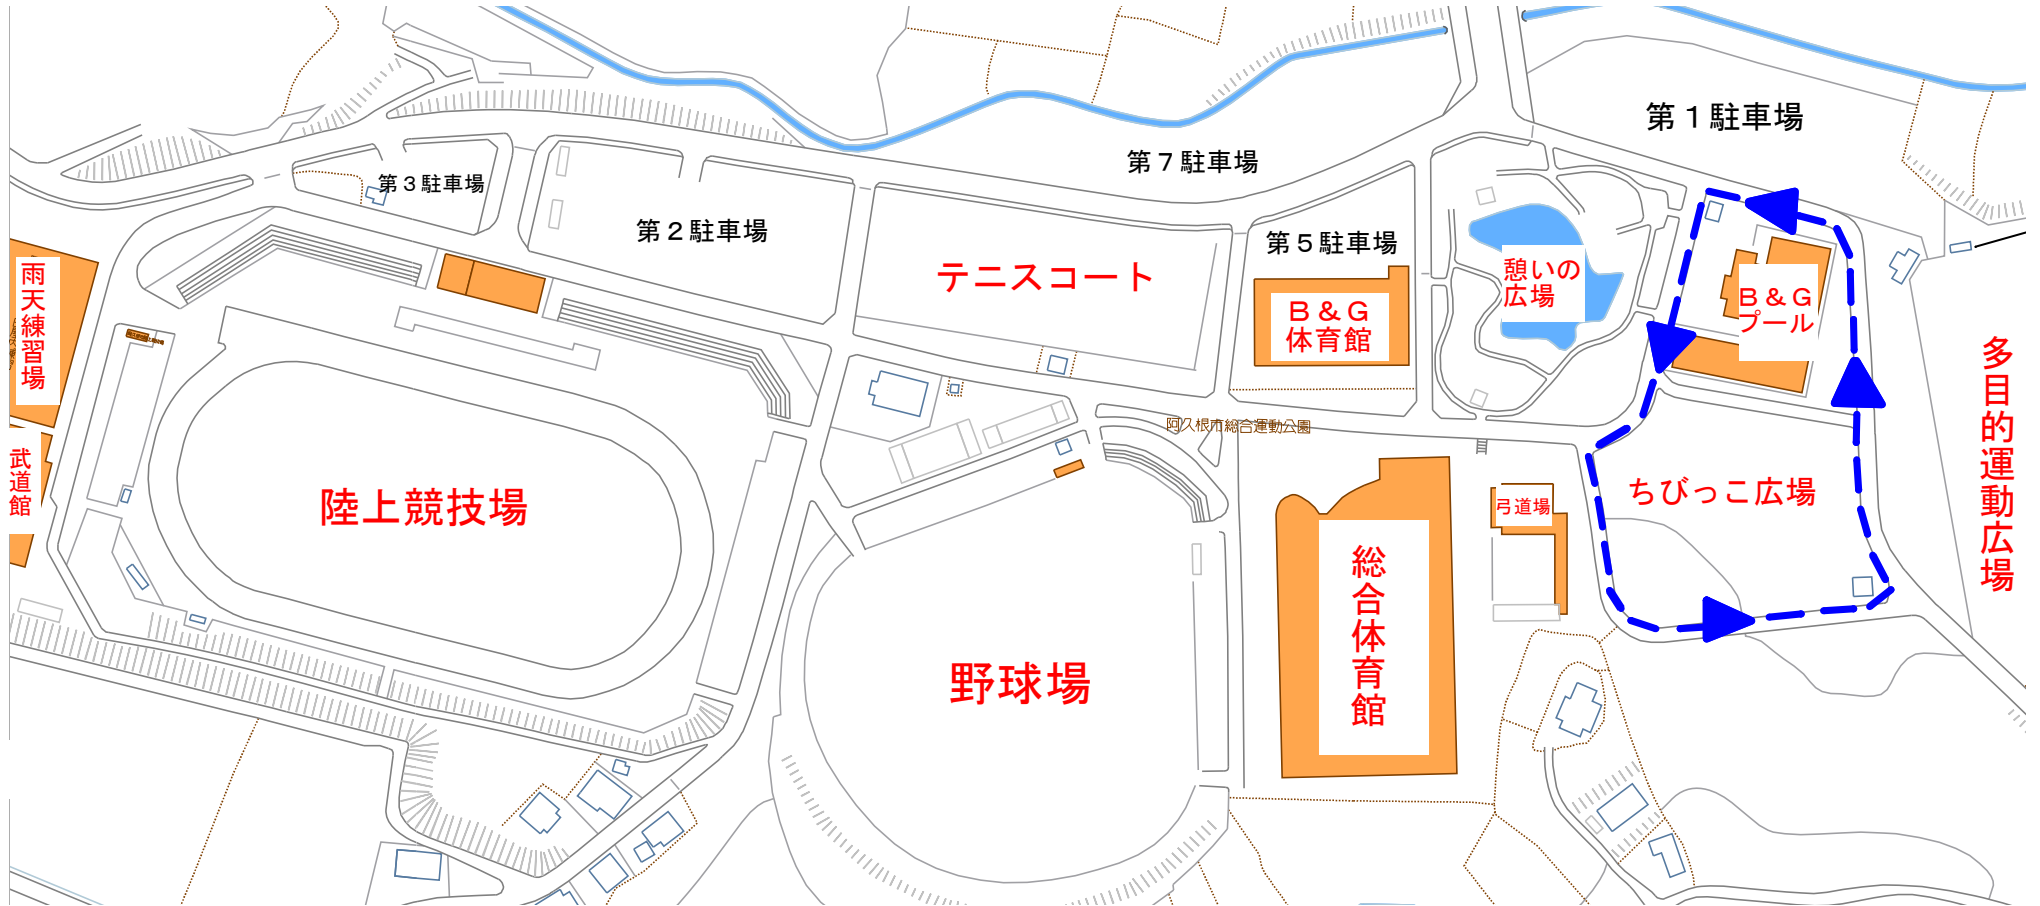 第１駐車場
第７駐車場
第３駐車場
第２駐車場
第５駐車場
テニスコート
憩いの
広場
Ｂ＆Ｇ
体育館
Ｂ＆Ｇ
プール
雨天練習場
多目的運動広場
阿久根市総合運動公園
武道館
陸上競技場
ちびっこ広場
弓道場
総合体育館
野球場